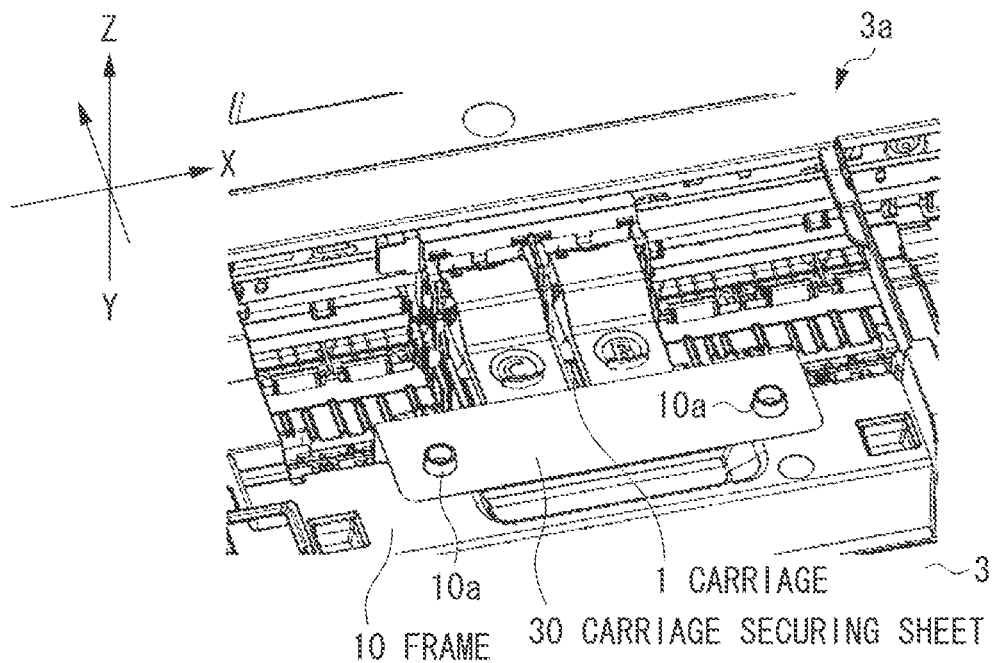 Z
3a
X
Y
10a
10a
3
1 CARRIAGE
30 CARRIAGE SECURING SHEET
10 FRAME